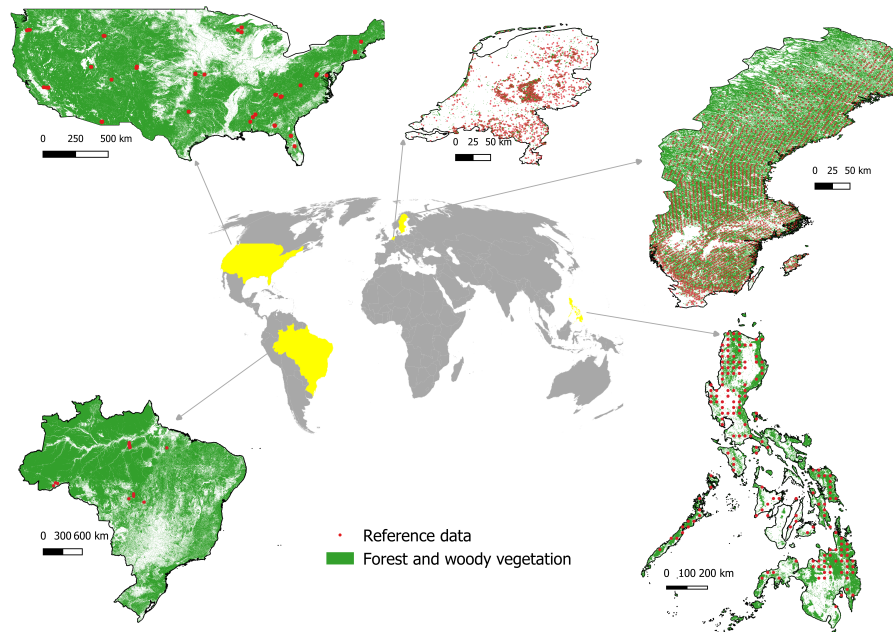 0 250 500 km
0 25 50 km
0 25 50 km
0 300 600 km
Reference data
Forest and woody vegetation
0 100 200 km